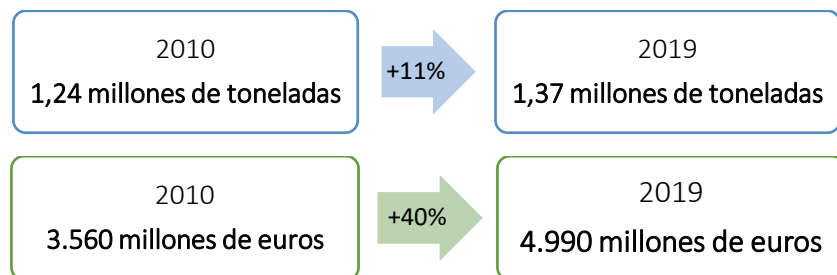 2010
1,24 millones de toneladas
+11%
2019
1,37 millones de toneladas
2010
3.560 millones de euros
+40%
2019
4.990 millones de euros